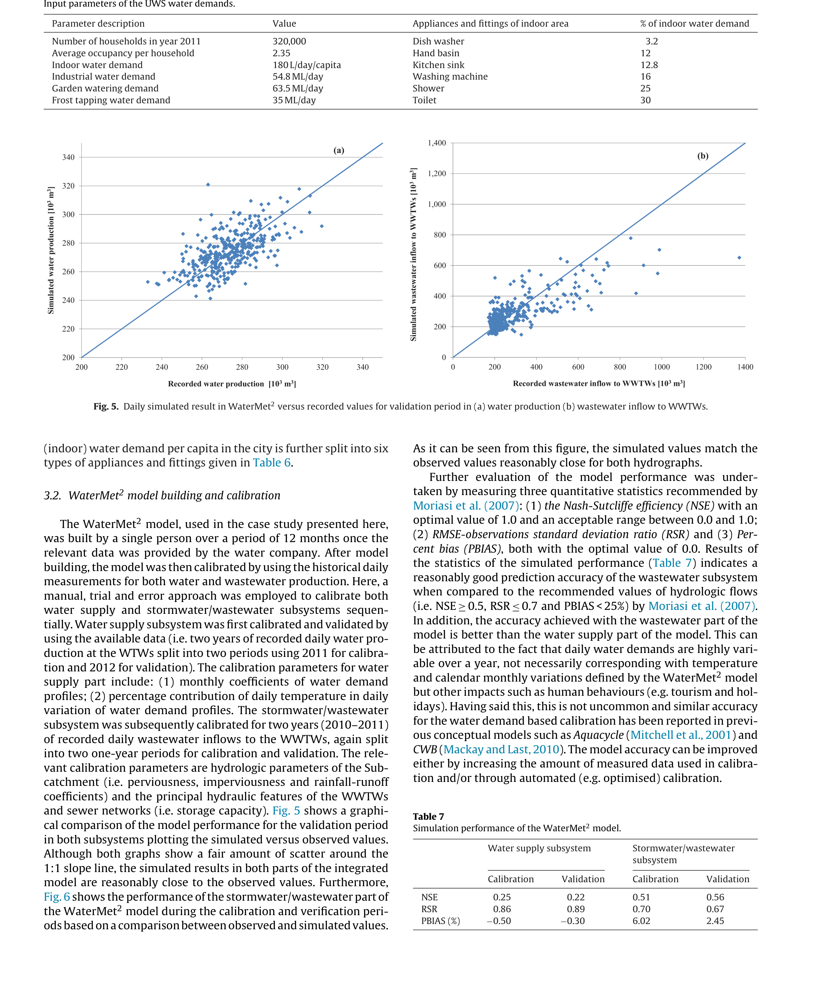 Input parameters of the UWS water demands.
Parameter description Value Appliances and fittings of indoor area % of indoor water demand
Number of households in year 2011 320,000 Dish washer 3.2
Average occupancy per household 2.35 Hand basin 12
Indoor water demand 180 L/day/capita Kitchen sink 12.8
Industrial water demand 54.8 ML/day Washing machine 16
Garden watering demand 63.5 ML/day Shower 25
Frost tapping water demand 35 ML/day Toilet 30
(a)
340
320
300
280
260
240
220
200
200 220 240 260 280 300 320 340
Simulated water production [10³ m³]
Recorded water production [10³ m³]
(b)
1,400
1,200
1,000
800
600
400
200
0
0 200 400 600 800 1000 1200 1400
Simulated wastewater inflow to WWTWs [10³ m³]
Recorded wastewater inflow to WWTWs [10³ m³]
Fig. 5. Daily simulated result in WaterMet² versus recorded values for validation period in (a) water production (b) wastewater inflow to WWTWs.
(indoor) water demand per capita in the city is further split into six
types of appliances and fittings given in Table 6.
3.2. WaterMet² model building and calibration
The WaterMet² model, used in the case study presented here,
was built by a single person over a period of 12 months once the
relevant data was provided by the water company. After model
building, the model was then calibrated by using the historical daily
measurements for both water and wastewater production. Here, a
manual, trial and error approach was employed to calibrate both
water supply and stormwater/wastewater subsystems sequen-
tially. Water supply subsystem was first calibrated and validated by
using the available data (i.e. two years of recorded daily water pro-
duction at the WTWs split into two periods using 2011 for calibra-
tion and 2012 for validation). The calibration parameters for water
supply part include: (1) monthly coefficients of water demand
profiles; (2) percentage contribution of daily temperature in daily
variation of water demand profiles. The stormwater/wastewater
subsystem was subsequently calibrated for two years (2010–2011)
of recorded daily wastewater inflows to the WWTWs, again split
into two one-year periods for calibration and validation. The rele-
vant calibration parameters are hydrologic parameters of the Sub-
catchment (i.e. perviousness, imperviousness and rainfall-runoff
coefficients) and the principal hydraulic features of the WWTWs
and sewer networks (i.e. storage capacity). Fig. 5 shows a graphi-
cal comparison of the model performance for the validation period
in both subsystems plotting the simulated versus observed values.
Although both graphs show a fair amount of scatter around the
1:1 slope line, the simulated results in both parts of the integrated
model are reasonably close to the observed values. Furthermore,
Fig. 6 shows the performance of the stormwater/wastewater part of
the WaterMet² model during the calibration and verification peri-
ods based on a comparison between observed and simulated values.
As it can be seen from this figure, the simulated values match the
observed values reasonably close for both hydrographs.
Further evaluation of the model performance was under-
taken by measuring three quantitative statistics recommended by
Moriasi et al. (2007): (1) the Nash-Sutcliffe efficiency (NSE) with an
optimal value of 1.0 and an acceptable range between 0.0 and 1.0;
(2) RMSE-observations standard deviation ratio (RSR) and (3) Per-
cent bias (PBIAS), both with the optimal value of 0.0. Results of
the statistics of the simulated performance (Table 7) indicates a
reasonably good prediction accuracy of the wastewater subsystem
when compared to the recommended values of hydrologic flows
(i.e. NSE ≥ 0.5, RSR ≤ 0.7 and PBIAS < 25%) by Moriasi et al. (2007).
In addition, the accuracy achieved with the wastewater part of the
model is better than the water supply part of the model. This can
be attributed to the fact that daily water demands are highly vari-
able over a year, not necessarily corresponding with temperature
and calendar monthly variations defined by the WaterMet² model
but other impacts such as human behaviours (e.g. tourism and hol-
idays). Having said this, this is not uncommon and similar accuracy
for the water demand based calibration has been reported in previ-
ous conceptual models such as Aquacycle (Mitchell et al., 2001) and
CWB (Mackay and Last, 2010). The model accuracy can be improved
either by increasing the amount of measured data used in calibra-
tion and/or through automated (e.g. optimised) calibration.
Table 7
Simulation performance of the WaterMet² model.
Water supply subsystem Stormwater/wastewater
subsystem
Calibration Validation Calibration Validation
NSE 0.25 0.22 0.51 0.56
RSR 0.86 0.89 0.70 0.67
PBIAS (%) −0.50 −0.30 6.02 2.45